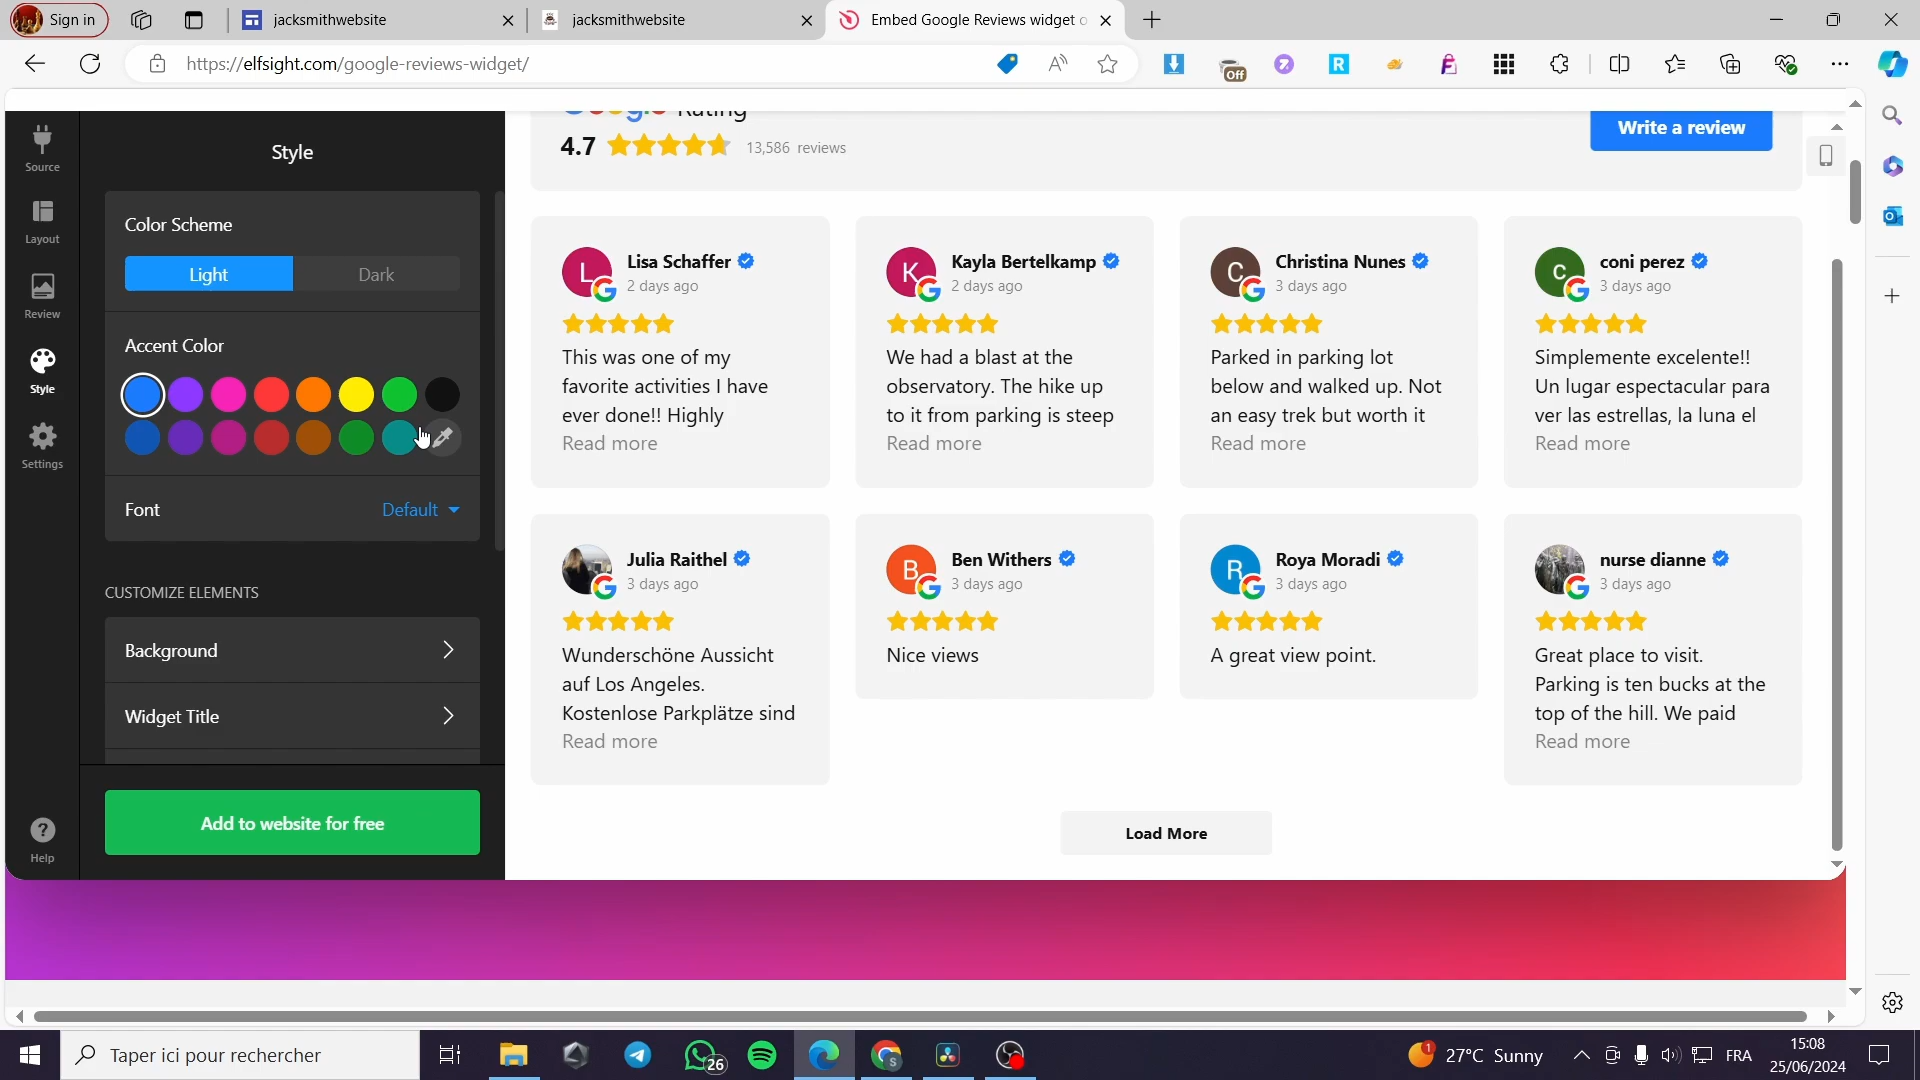 Sign in
jacksmithwebsite
jacksmithwebsite
Embed Google Reviews widget o
https://elfsight.com/google-reviews-widget/
Off
Source
Layout
Review
Style
Settings
Help
Style
Color Scheme
Light
Dark
Accent Color
Font
Default
CUSTOMIZE ELEMENTS
Background
Widget Title
Add to website for free
Google Rating
4.7
13,586 reviews
Write a review
Lisa Schaffer
2 days ago
This was one of my
favorite activities I have
ever done!! Highly
Read more
Kayla Bertelkamp
2 days ago
We had a blast at the
observatory. The hike up
to it from parking is steep
Read more
Christina Nunes
3 days ago
Parked in parking lot
below and walked up. Not
an easy trek but worth it
Read more
coni perez
3 days ago
Simplemente excelente!!
Un lugar espectacular para
ver las estrellas, la luna el
Read more
Julia Raithel
3 days ago
Wunderschöne Aussicht
auf Los Angeles.
Kostenlose Parkplätze sind
Read more
Ben Withers
3 days ago
Nice views
Roya Moradi
3 days ago
A great view point.
nurse dianne
3 days ago
Great place to visit.
Parking is ten bucks at the
top of the hill. We paid
Read more
Load More
Taper ici pour rechercher
26
27°C Sunny
FRA
15:08
25/06/2024